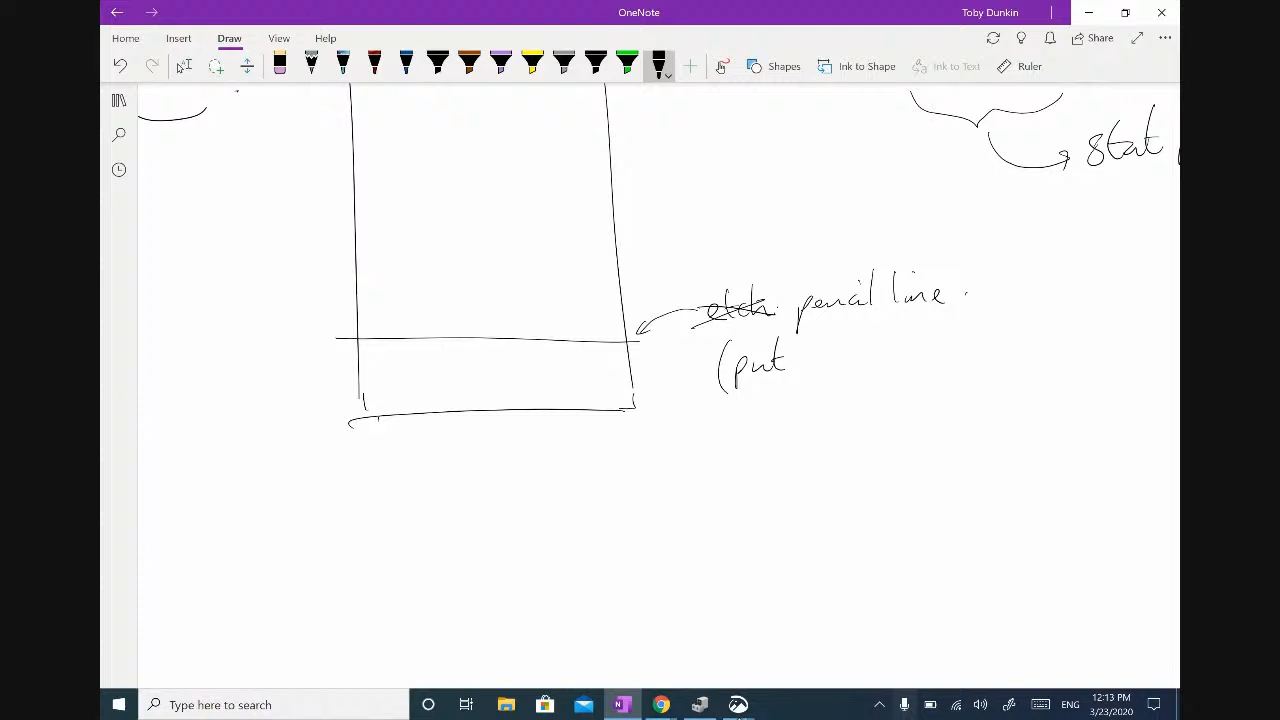 OneNote
Toby Dunkin
Home Insert Draw View Help
Share
Shapes
Ink to Shape
Ink to Text
Ruler
stat
etch pencil line.
(put
Type here to search
ENG
12:13 PM
3/23/2020